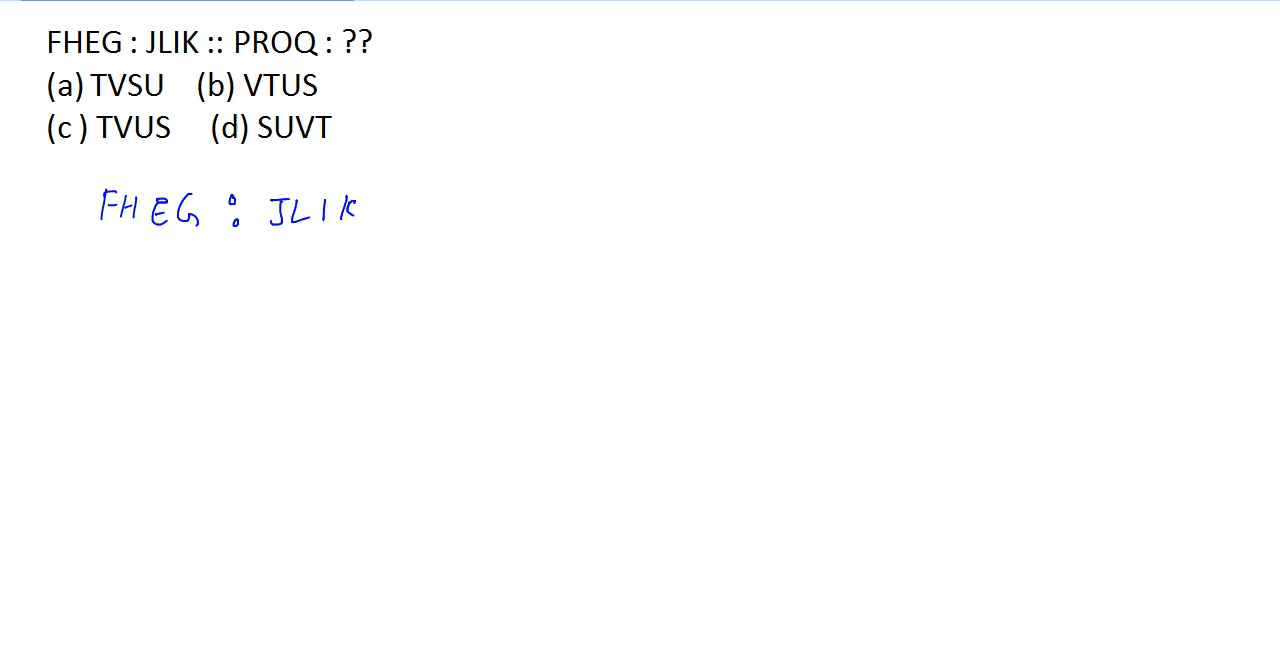 FHEG : JLIK :: PROQ : ??
(a) TVSU (b) VTUS
(c ) TVUS (d) SUVT
FHEG : JLIK